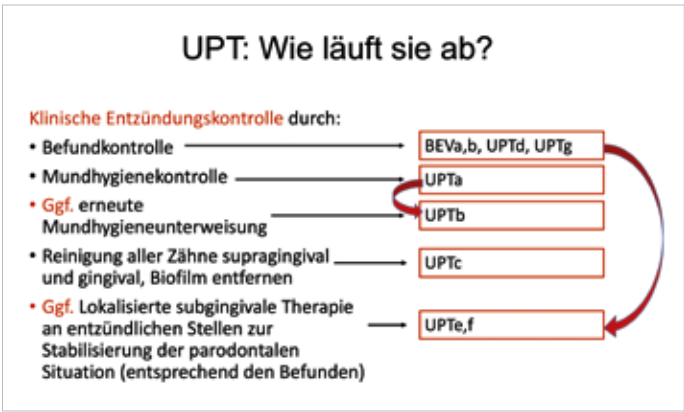 UPT: Wie läuft sie ab?
Klinische Entzündungskontrolle durch:
• Befundkontrolle
BEVa,b, UPTd, UPTg
• Mundhygienekontrolle
UPTa
• Ggf. erneute
Mundhygieneunterweisung
UPTb
• Reinigung aller Zähne supragingival
und gingival, Biofilm entfernen
UPTc
• Ggf. Lokalisierte subgingivale Therapie
an entzündlichen Stellen zur
Stabilisierung der parodontalen
Situation (entsprechend den Befunden)
UPTe,f